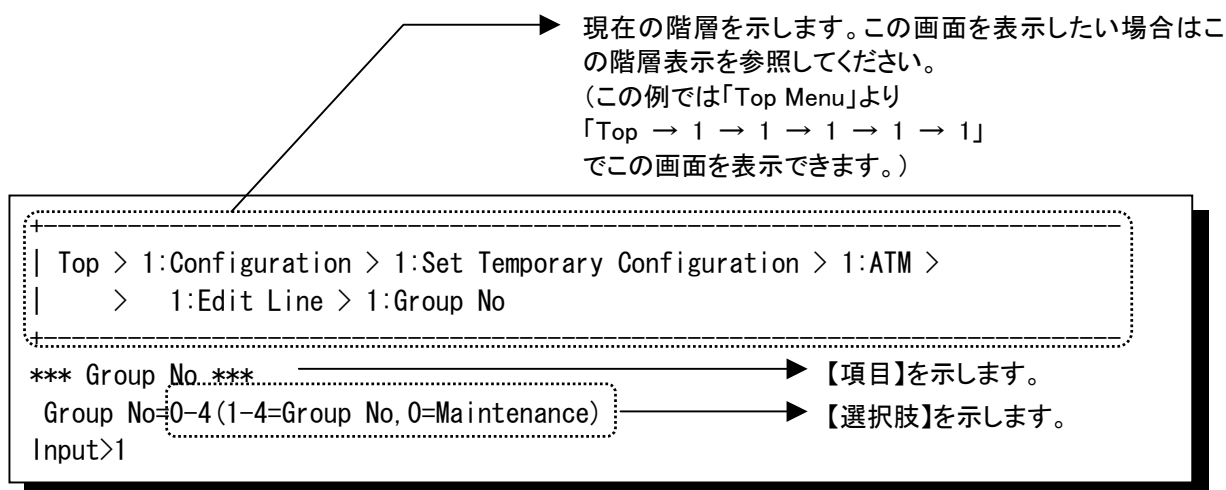 現在の階層を示します。この画面を表示したい場合はこ
の階層表示を参照してください。
(この例では「Top Menu」より
「Top → 1 → 1 → 1 → 1 → 1」
でこの画面を表示できます。)
| Top > 1:Configuration > 1:Set Temporary Configuration > 1:ATM >
| > 1:Edit Line > 1:Group No
*** Group No ***
【項目】を示します。
Group No=0-4(1-4=Group No,0=Maintenance)
【選択肢】を示します。
Input>1